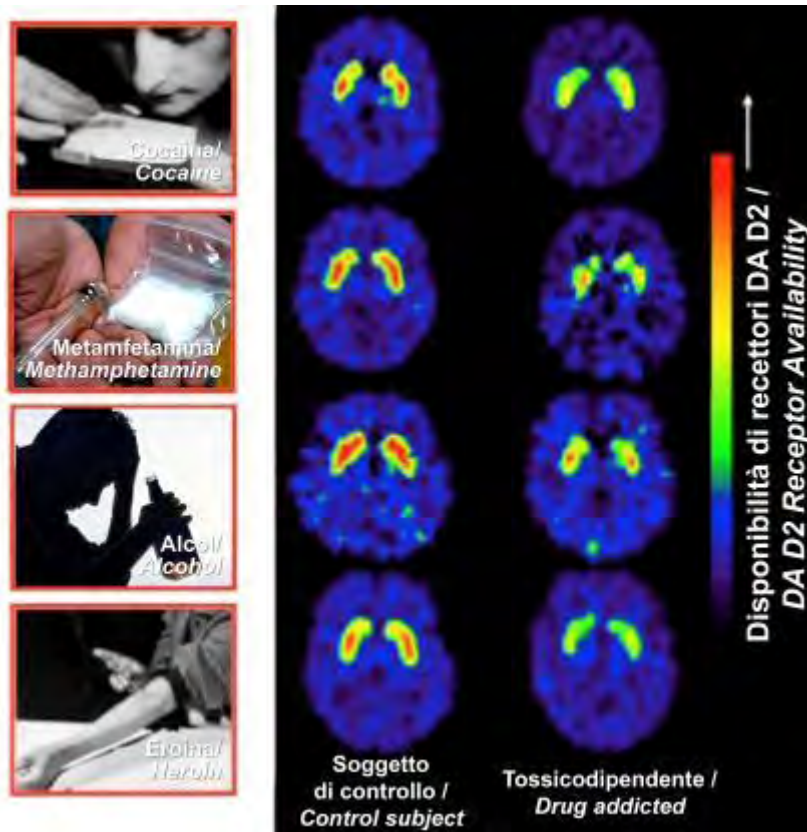 Cocaina/
Cocaine
Metamfetamina/
Methamphetamine
Alcol/
Alcohol
Eroina/
Heroin
Soggetto
di controllo /
Control subject
Tossicodipendente /
Drug addicted
Disponibilità di recettori DA D2 /
DA D2 Receptor Availability